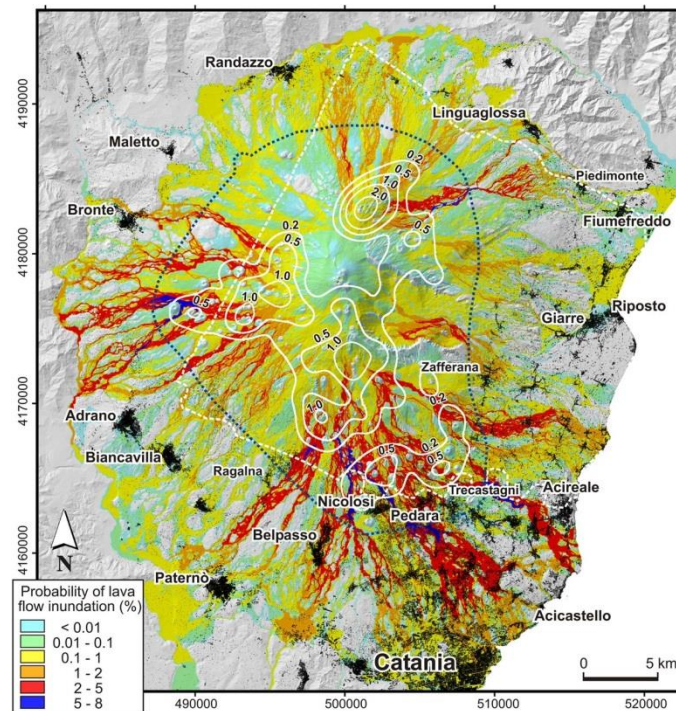 Randazzo
4190000
Linguaglossa
Maletto
0.2
0.5
1.0
2.0
Piedimonte
Bronte
Fiumefreddo
0.2
0.5
4180000
1.0
0.5
1.0
Riposto
Giarre
0.5
1.0
Zafferana
4170000
0.2
1.0
Adrano
0.2
Biancavilla
0.5
0.5
Ragalna
Trecastagni
Acireale
Nicolosi
Pedara
4160000
N
Belpasso
Paternò
Probability of lava
flow inundation (%)
< 0.01
0.01 - 0.1
0.1 - 1
1 - 2
2 - 5
5 - 8
Acicastello
Catania
0 5 km
490000 500000 510000 520000